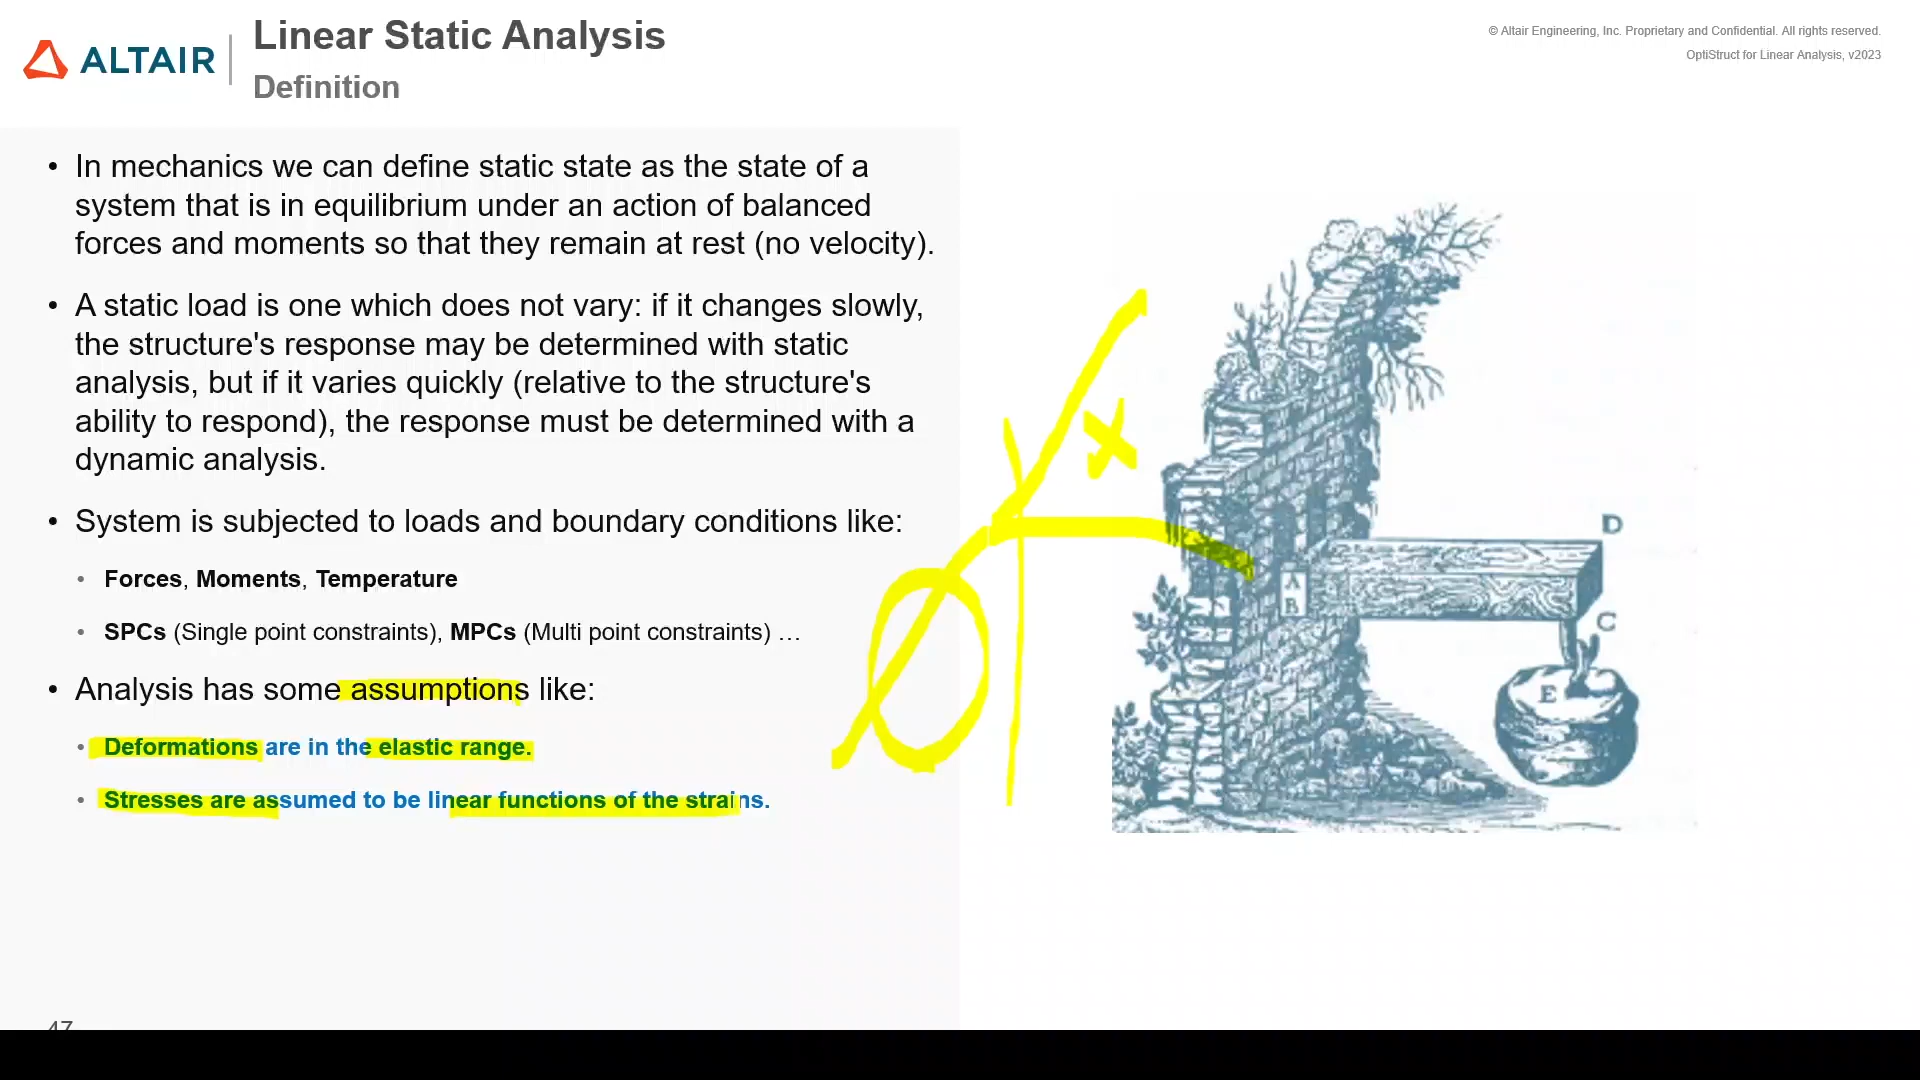 ALTAIR
Linear Static Analysis
Definition
© Altair Engineering, Inc. Proprietary and Confidential. All rights reserved.
OptiStruct for Linear Analysis, v2023
• In mechanics we can define static state as the state of a
system that is in equilibrium under an action of balanced
forces and moments so that they remain at rest (no velocity).
• A static load is one which does not vary: if it changes slowly,
the structure's response may be determined with static
analysis, but if it varies quickly (relative to the structure's
ability to respond), the response must be determined with a
dynamic analysis.
• System is subjected to loads and boundary conditions like:
• Forces, Moments, Temperature
• SPCs (Single point constraints), MPCs (Multi point constraints) …
• Analysis has some assumptions like:
• Deformations are in the elastic range.
• Stresses are assumed to be linear functions of the strains.
D
A
B
C
E
47